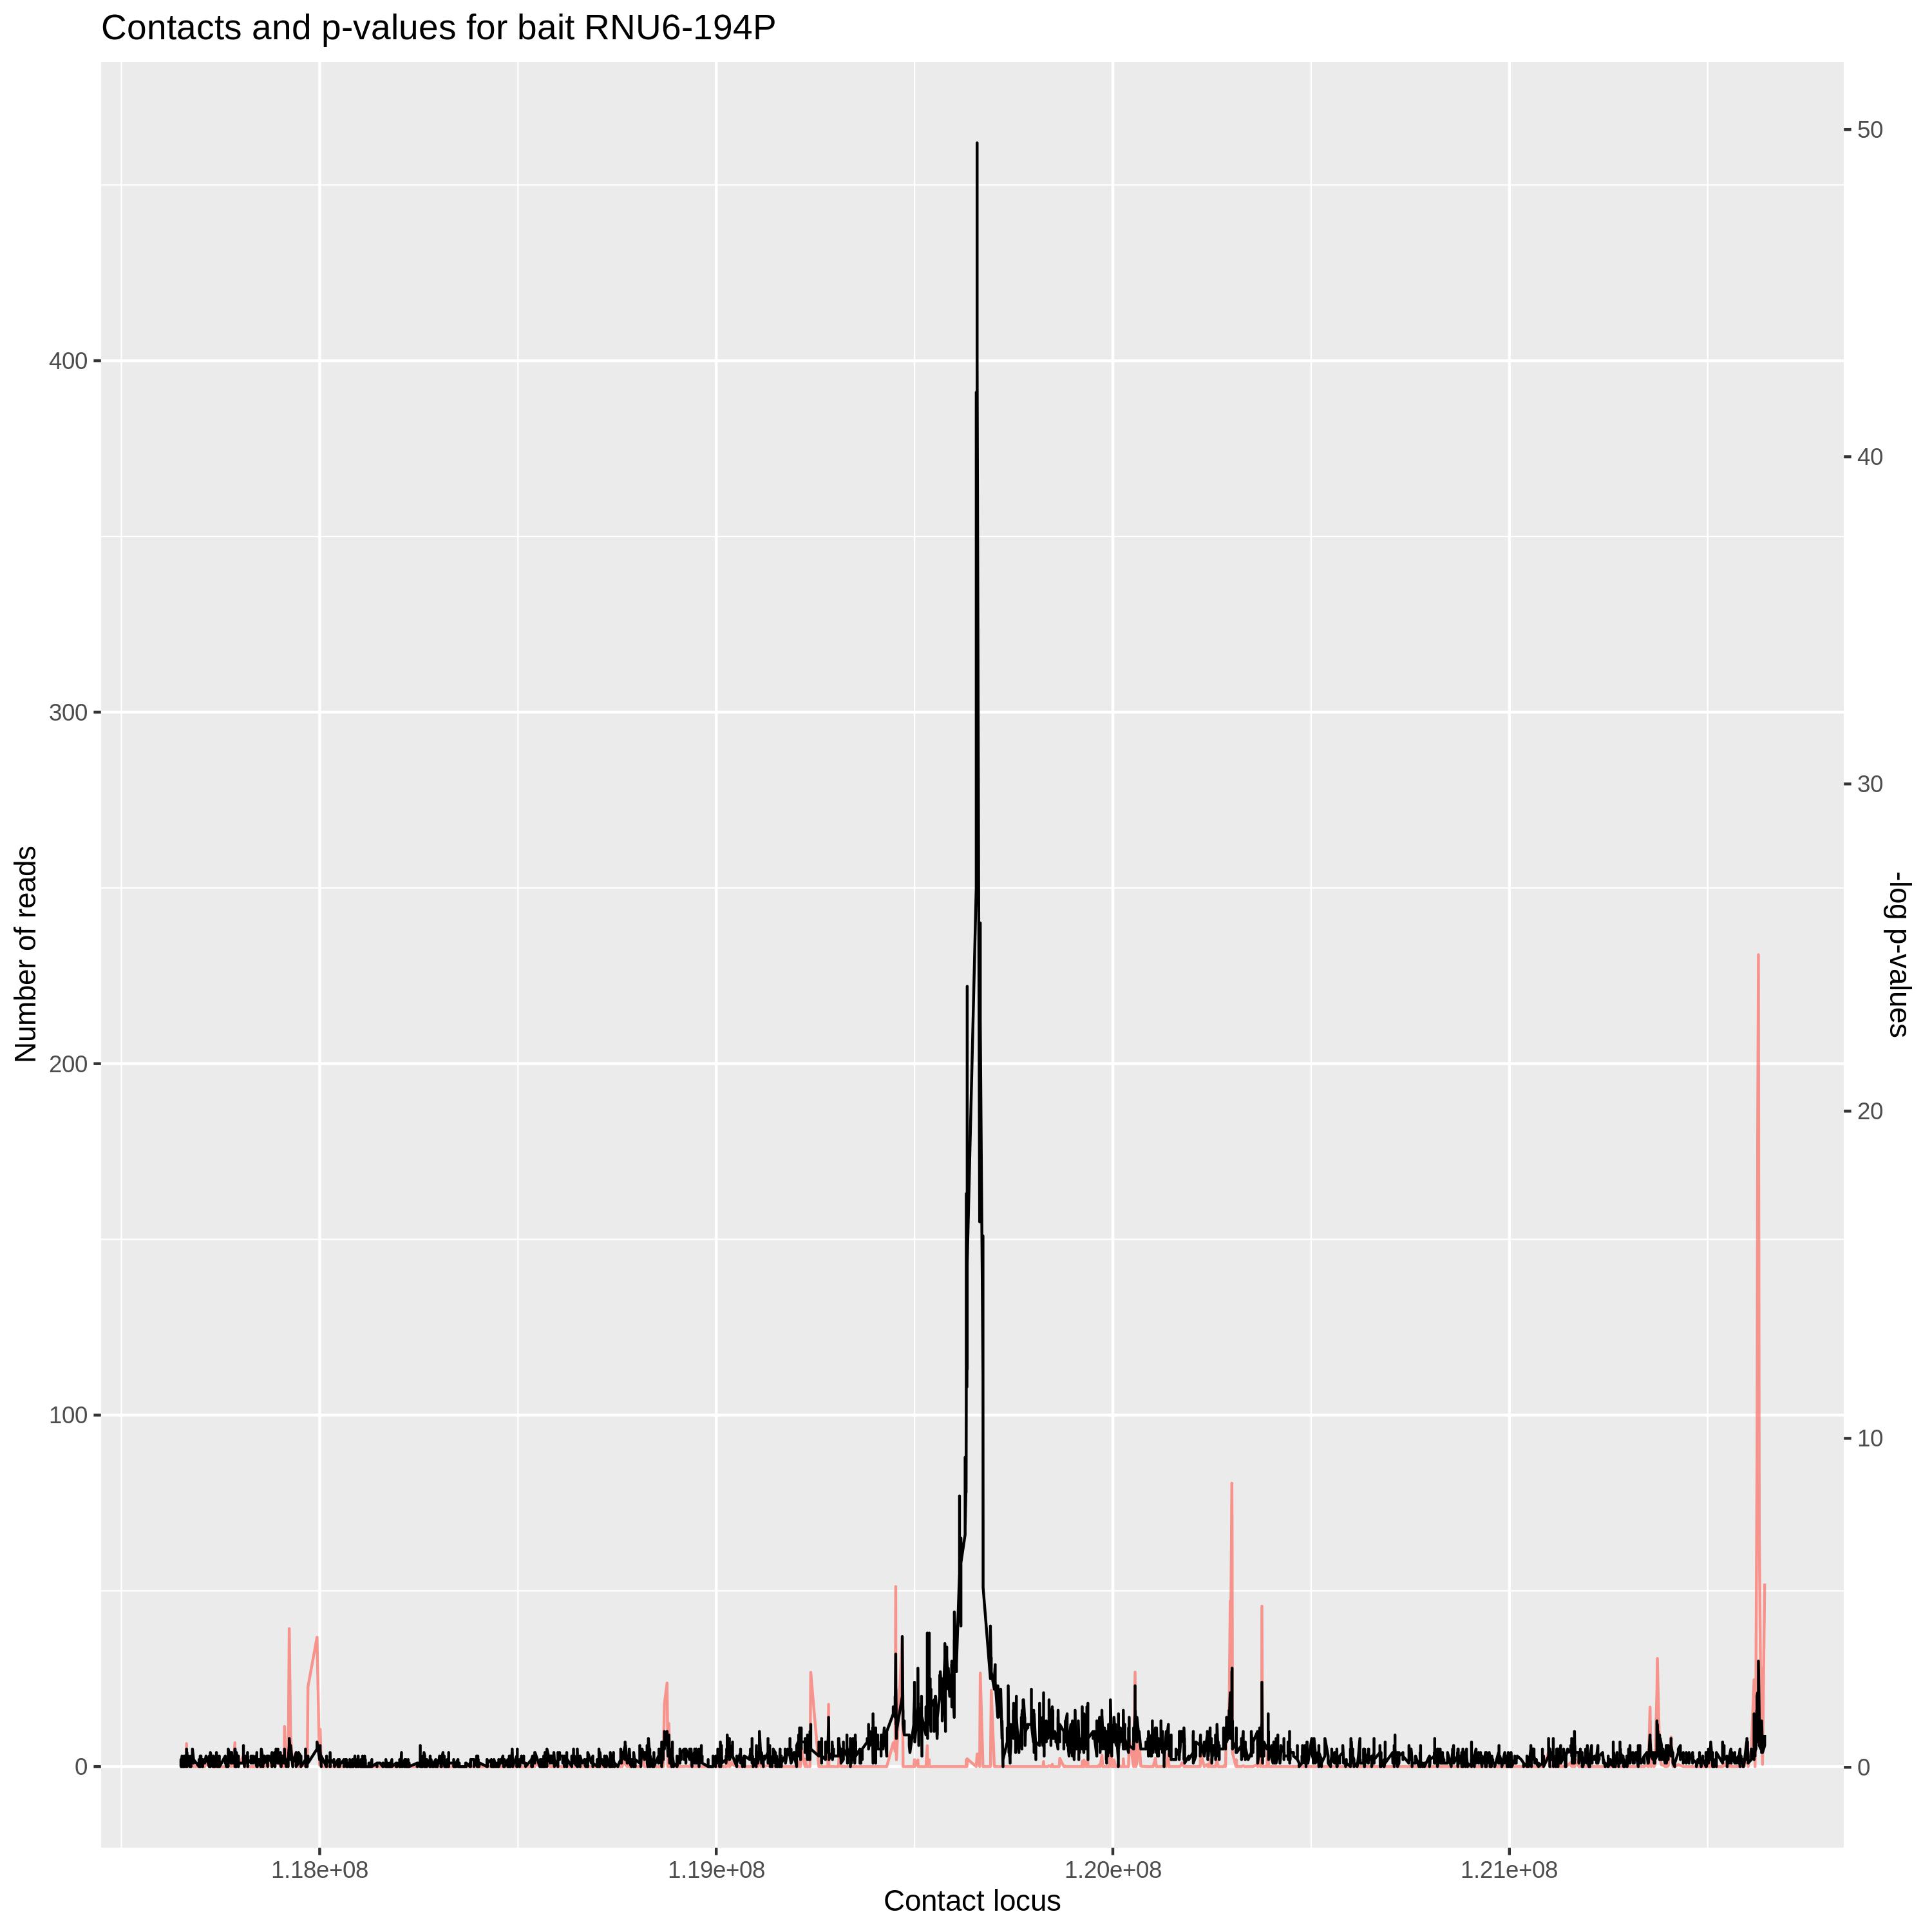 Contacts and p-values for bait RNU6-194P
Number of reads
400
300
200
100
0
50
40
30
20
10
0
-log p-values
1.18e+08
1.19e+08
1.20e+08
1.21e+08
Contact locus